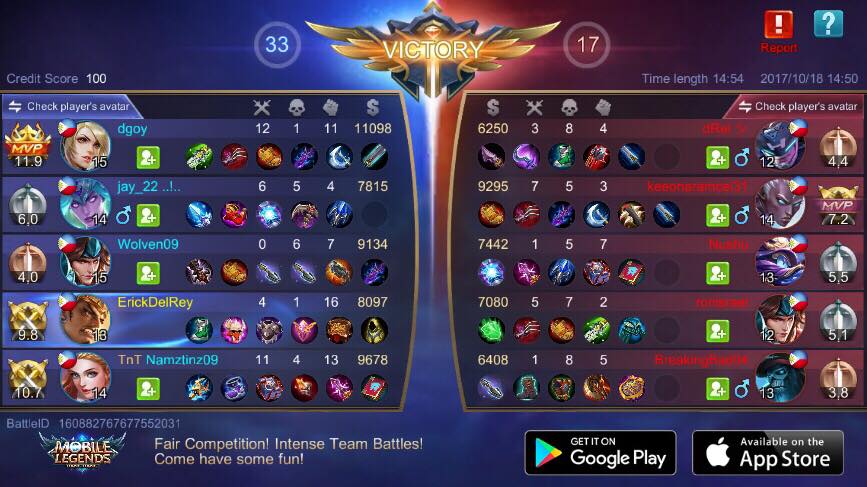 33 VICTORY 17
Report
Credit Score 100
Time length 14:54 2017/10/18 14:50
Check player's avatar
Check player's avatar
MVP 11.9 15 dgoy 12 1 11 11098
6,0 14 jay_22 ..!.. 6 5 4 7815
4,0 15 Wolven09 0 6 7 9134
9.8 13 ErickDelRey 4 1 16 8097
10.7 14 TnT Namztinz09 11 4 13 9678
6250 3 8 4 12 4,4
9295 7 5 3 14 MVP 7.2
7442 1 5 7 Nushu 13 5,5
7080 5 7 2 12 5,1
6408 1 8 5 13 3,8
BattleID 160882767677552031
MOBILE LEGENDS
Fair Competition! Intense Team Battles!
Come have some fun!
GET IT ON
Google Play
Available on the
App Store